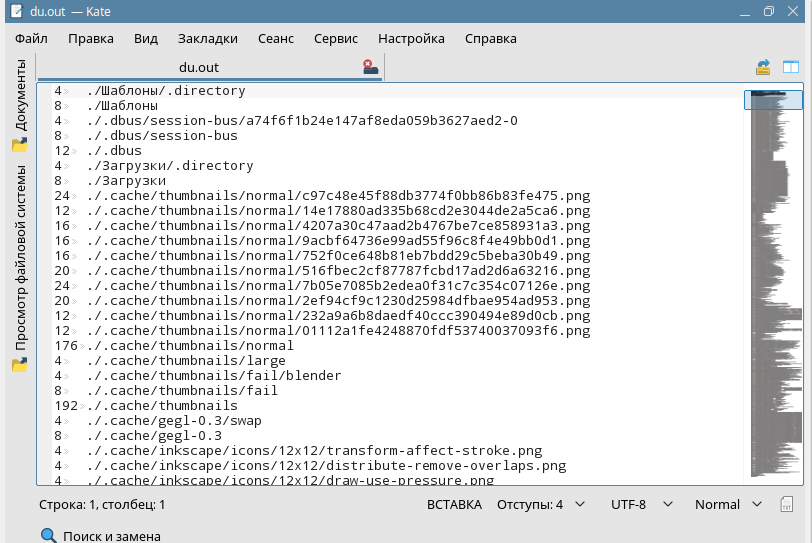 du.out — Kate
Файл Правка Вид Закладки Сеанс Сервис Настройка Справка
du.out
Документы
Просмотр файловой системы
4 ./Шаблоны/.directory
8 ./Шаблоны
4 ./.dbus/session-bus/a74f6f1b24e147af8eda059b3627aed2-0
8 ./.dbus/session-bus
12 ./.dbus
4 ./Загрузки/.directory
8 ./Загрузки
24 ./.cache/thumbnails/normal/c97c48e45f88db3774f0bb86b83fe475.png
12 ./.cache/thumbnails/normal/14e17880ad335b68cd2e3044de2a5ca6.png
16 ./.cache/thumbnails/normal/4207a30c47aad2b4767be7ce858931a3.png
16 ./.cache/thumbnails/normal/9acbf64736e99ad55f96c8f4e49bb0d1.png
16 ./.cache/thumbnails/normal/752f0ce648b81eb7bdd29c5beba30b49.png
20 ./.cache/thumbnails/normal/516fbec2cf87787fcbd17ad2d6a63216.png
24 ./.cache/thumbnails/normal/7b05e7085b2edea0f31c7c354c07126e.png
20 ./.cache/thumbnails/normal/2ef94cf9c1230d25984dfbae954ad953.png
12 ./.cache/thumbnails/normal/232a9a6b8daedf40ccc390494e89d0cb.png
12 ./.cache/thumbnails/normal/01112a1fe4248870fdf53740037093f6.png
176 ./.cache/thumbnails/normal
4 ./.cache/thumbnails/large
4 ./.cache/thumbnails/fail/blender
8 ./.cache/thumbnails/fail
192 ./.cache/thumbnails
4 ./.cache/gegl-0.3/swap
8 ./.cache/gegl-0.3
4 ./.cache/inkscape/icons/12x12/transform-affect-stroke.png
4 ./.cache/inkscape/icons/12x12/distribute-remove-overlaps.png
4 ./.cache/inkscape/icons/12x12/draw-use-pressure.png
Строка: 1, столбец: 1 ВСТАВКА Отступы: 4 UTF-8 Normal
Поиск и замена